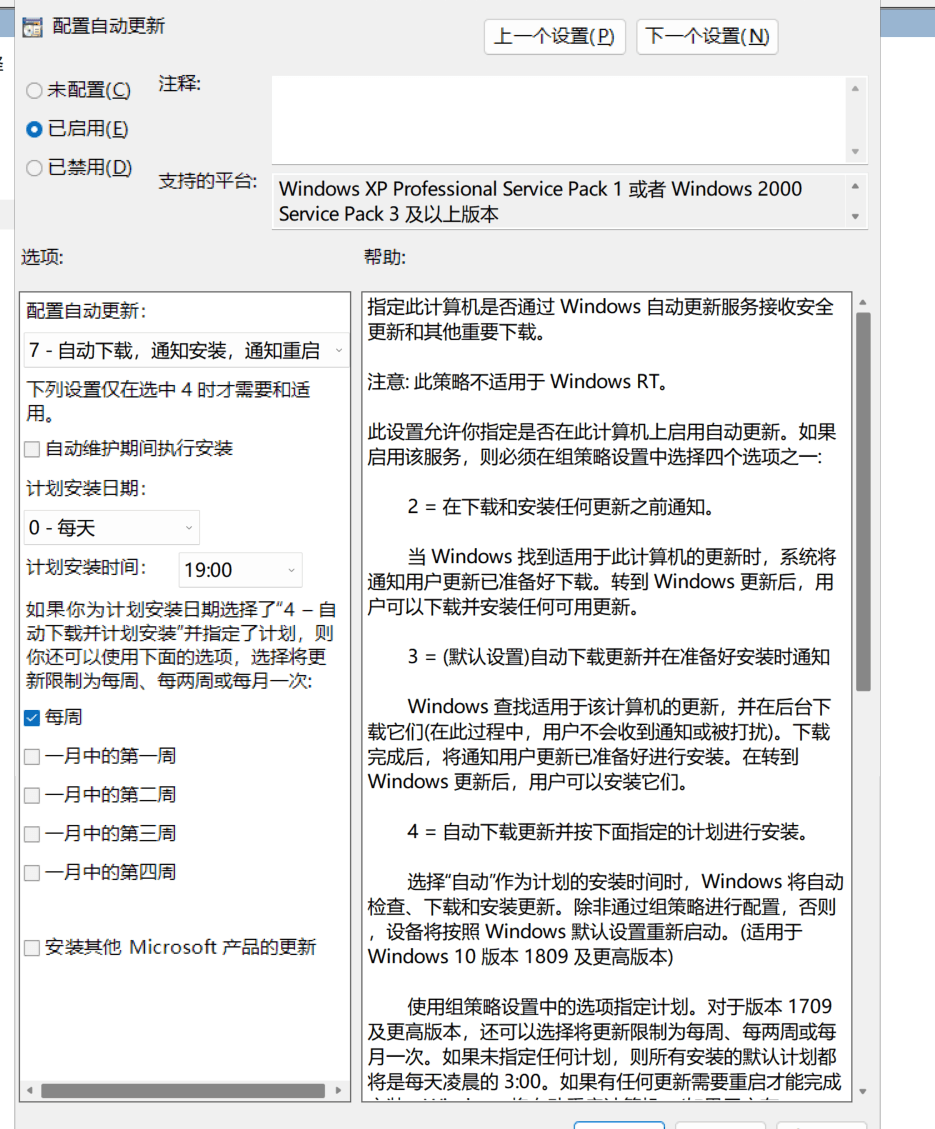 配置自动更新
上一个设置(P)
下一个设置(N)
未配置(C)
注释:
已启用(E)
已禁用(D)
支持的平台:
Windows XP Professional Service Pack 1 或者 Windows 2000
Service Pack 3 及以上版本
选项:
帮助:
配置自动更新:
7 - 自动下载，通知安装，通知重启
下列设置仅在选中 4 时才需要和适
用。
自动维护期间执行安装
计划安装日期:
0 - 每天
计划安装时间:
19:00
如果你为计划安装日期选择了“4 – 自
动下载并计划安装”并指定了计划，则
你还可以使用下面的选项，选择将更
新限制为每周、每两周或每月一次:
每周
一月中的第一周
一月中的第二周
一月中的第三周
一月中的第四周
安装其他 Microsoft 产品的更新
指定此计算机是否通过 Windows 自动更新服务接收安全
更新和其他重要下载。
注意: 此策略不适用于 Windows RT。
此设置允许你指定是否在此计算机上启用自动更新。如果
启用该服务，则必须在组策略设置中选择四个选项之一:
2 = 在下载和安装任何更新之前通知。
当 Windows 找到适用于此计算机的更新时，系统将
通知用户更新已准备好下载。转到 Windows 更新后，用
户可以下载并安装任何可用更新。
3 = (默认设置)自动下载更新并在准备好安装时通知
Windows 查找适用于该计算机的更新，并在后台下
载它们(在此过程中，用户不会收到通知或被打扰)。下载
完成后，将通知用户更新已准备好进行安装。在转到
Windows 更新后，用户可以安装它们。
4 = 自动下载更新并按下面指定的计划进行安装。
选择“自动”作为计划的安装时间时，Windows 将自动
检查、下载和安装更新。除非通过组策略进行配置，否则
，设备将按照 Windows 默认设置重新启动。(适用于
Windows 10 版本 1809 及更高版本)
使用组策略设置中的选项指定计划。对于版本 1709
及更高版本，还可以选择将更新限制为每周、每两周或每
月一次。如果未指定任何计划，则所有安装的默认计划都
将是每天凌晨的 3:00。如果有任何更新需要重启才能完成